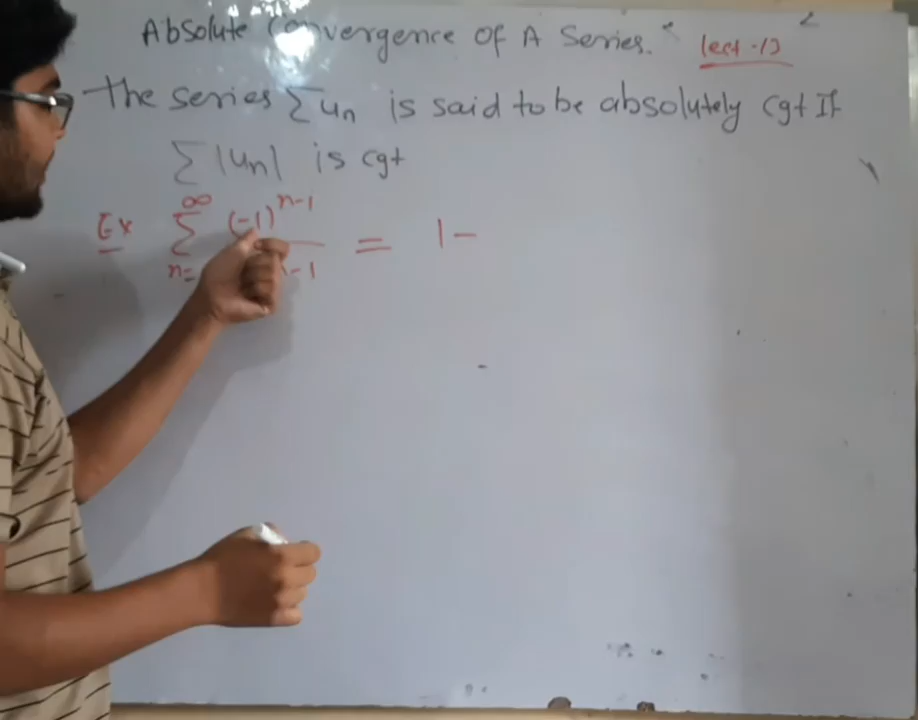 Absolute Convergence Of A Series.
lect-13
The series Σun is said to be absolutely cgt If
Σ|un| is cgt
Ex ∞ Σ n= (-1)^n-1 -1 = 1-